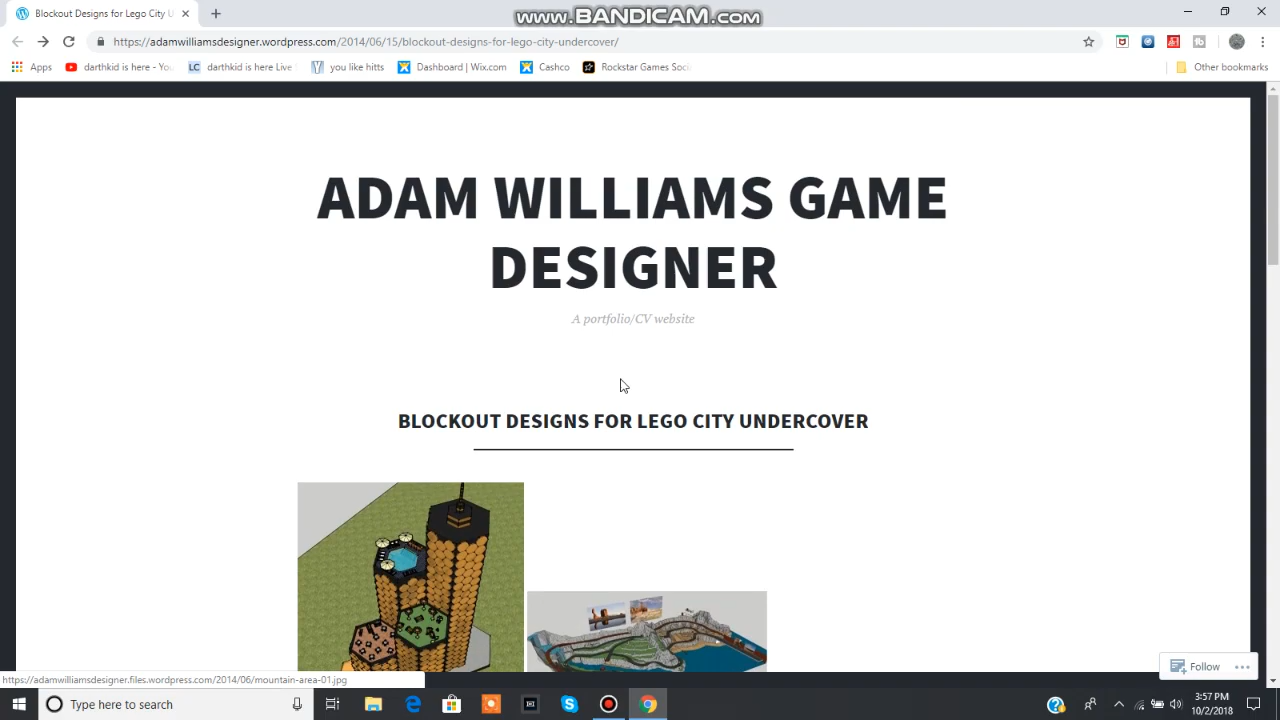 www.BANDICAM.com
Blockout Designs for Lego City U
https://adamwilliamsdesigner.wordpress.com/2014/06/15/blockout-designs-for-lego-city-undercover/
Apps
darthkid is here - You
LC darthkid is here Live
you like hitts
Dashboard | Wix.com
Cashco
Rockstar Games Soci
Other bookmarks
ADAM WILLIAMS GAME
DESIGNER
A portfolio/CV website
BLOCKOUT DESIGNS FOR LEGO CITY UNDERCOVER
Follow
https://adamwilliamsdesigner.files.wordpress.com/2014/06/mountain-area-01.jpg
Type here to search
3:57 PM
10/2/2018